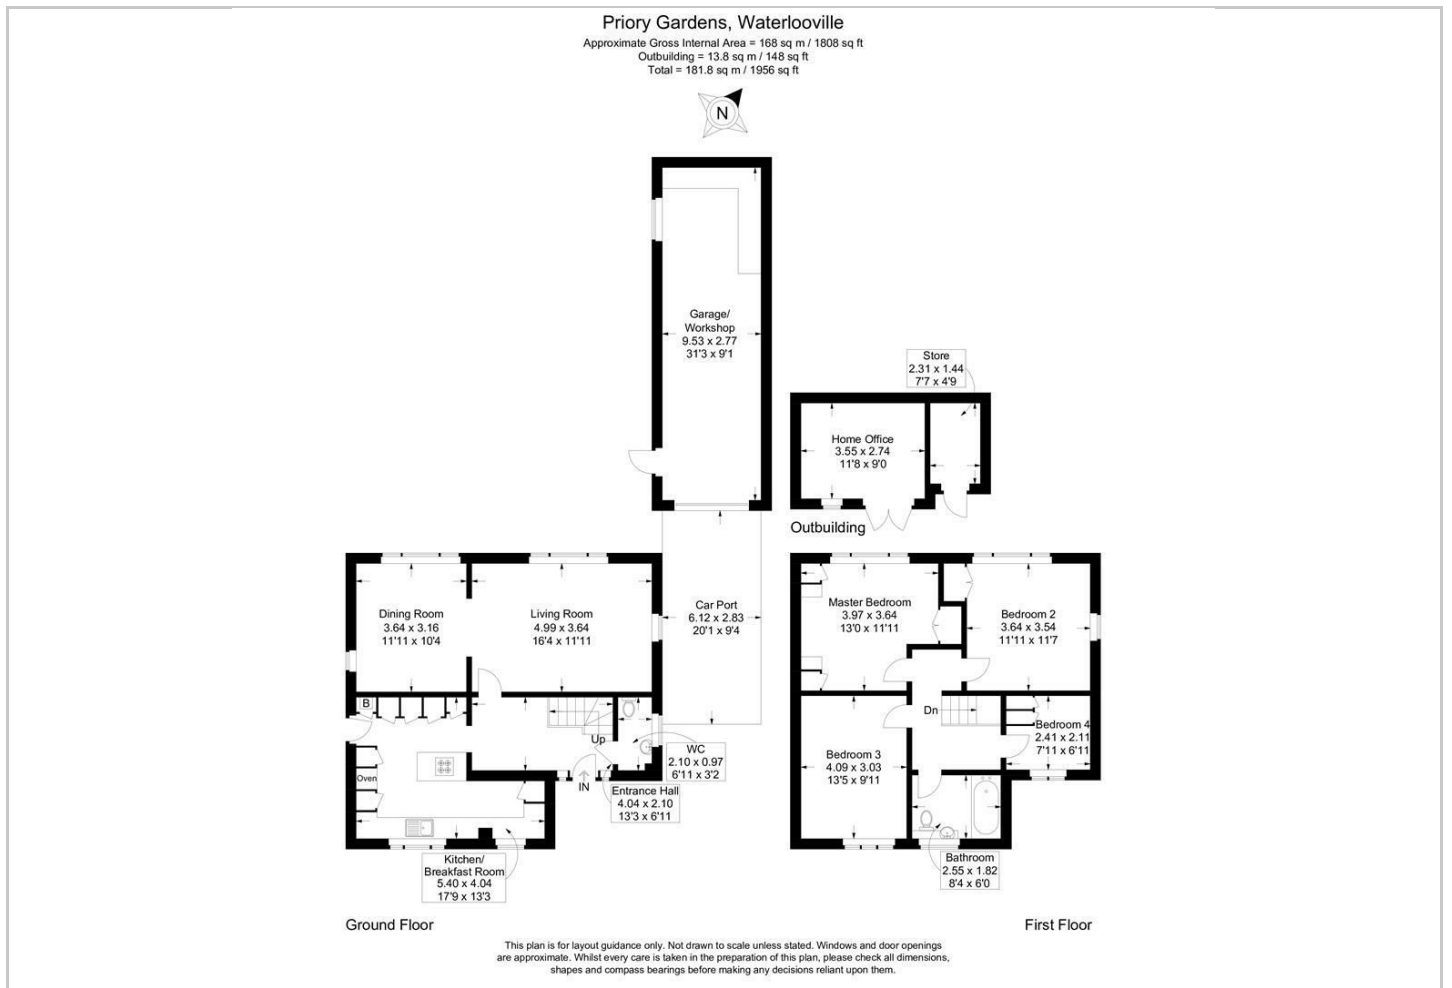 Priory Gardens, Waterlooville
Approximate Gross Internal Area = 168 sq m / 1808 sq ft
Outbuilding = 13.8 sq m / 148 sq ft
Total = 181.8 sq m / 1956 sq ft
N
Garage/
Workshop
9.53 x 2.77
31'3 x 9'1
Store
2.31 x 1.44
7'7 x 4'9
Home Office
3.55 x 2.74
11'8 x 9'0
Outbuilding
Dining Room
3.64 x 3.16
11'11 x 10'4
Living Room
4.99 x 3.64
16'4 x 11'11
Car Port
6.12 x 2.83
20'1 x 9'4
B
Oven
Up
IN
WC
2.10 x 0.97
6'11 x 3'2
Entrance Hall
4.04 x 2.10
13'3 x 6'11
Kitchen/
Breakfast Room
5.40 x 4.04
17'9 x 13'3
Ground Floor
Master Bedroom
3.97 x 3.64
13'0 x 11'11
Bedroom 2
3.64 x 3.54
11'11 x 11'7
Dn
Bedroom 4
2.41 x 2.11
7'11 x 6'11
Bedroom 3
4.09 x 3.03
13'5 x 9'11
Bathroom
2.55 x 1.82
8'4 x 6'0
First Floor
This plan is for layout guidance only. Not drawn to scale unless stated. Windows and door openings
are approximate. Whilst every care is taken in the preparation of this plan, please check all dimensions,
shapes and compass bearings before making any decisions reliant upon them.